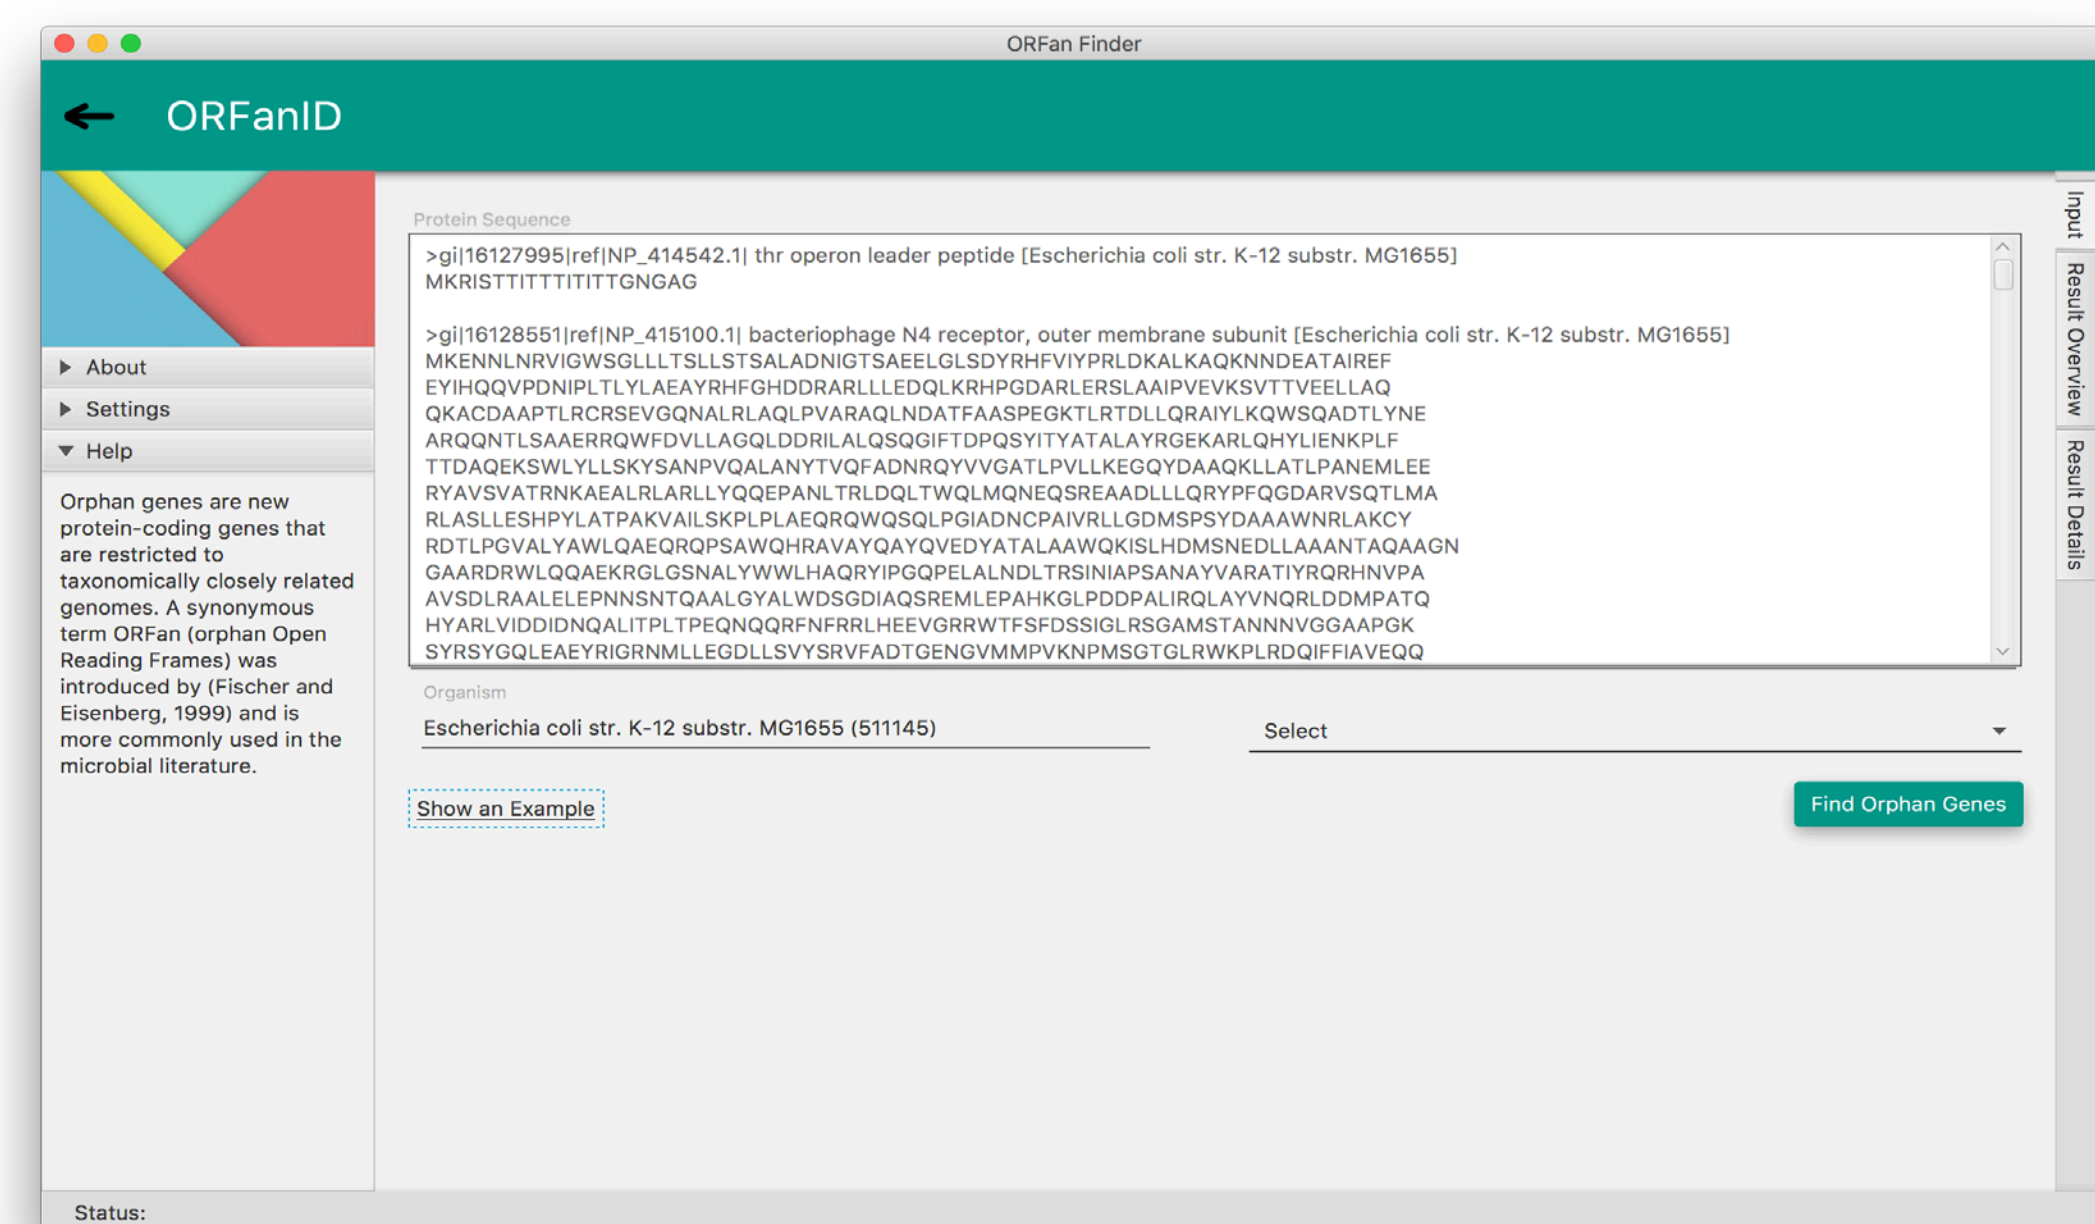 ORFan Finder
ORFanID
About
Settings
Help
Orphan genes are new
protein-coding genes that
are restricted to
taxonomically closely related
genomes. A synonymous
term ORFan (orphan Open
Reading Frames) was
introduced by (Fischer and
Eisenberg, 1999) and is
more commonly used in the
microbial literature.
Protein Sequence
>gi|16127995|ref|NP_414542.1| thr operon leader peptide [Escherichia coli str. K-12 substr. MG1655]
MKRISTTITTTITITTGNGAG
>gi|16128551|ref|NP_415100.1| bacteriophage N4 receptor, outer membrane subunit [Escherichia coli str. K-12 substr. MG1655]
MKENNLNRVIGWSGLLLTSLLSTSALADNIGTSAEELGLSDYRHFVIYPRLDKALKAQKNNDEATAIREF
EYIHQQVPDNIPLTLYLAEAYRHFGHDDRARLLLEDQLKRHPGDARLERSLAAIPVEVKSVTTVEELLAQ
QKACDAAPTLRCRSEVGQNALRLAQLPVARAQLNDATFAASPEGKTLRTDLLQRAIYLKQWSQADTLYNE
ARQQNTLSAAERRQWFDVLLAGQLDDRILALQSQGIFTDPQSYITYATALAYRGEKARLQHYLIENKPLF
TTDAQEKSWLYLLSKYSANPVQALANYTVQFADNRQYVVGATLPVLLKEGQYDAAQKLLATLPANEMLEE
RYAVSVATRNKAEALRLARLLYQQEPANLTRLDQLTWQLMQNEQSREAADLLLQRYPFQGDARVSQTLMA
RLASLLESHPYLATPAKVAILSKPLPLAEQRQWQSQLPGIADNCPAIVRLLGDMSPSYDAAAWNRLAKCY
RDTLPGVALYAWLQAEQRQPSAWQHRAVAYQAYQVEDYATALAAWQKISLHDMSNEDLLAAANTAQAAGN
GAARDRWLQQAEKRGLGSNALYWWLHAQRYIPGQPELALNDLTRSINIAPSANAYVARATIYRQRHNVPA
AVSDLRAALELEPNNSNTQAALGYALWDSGDIAQSREMLEPAHKGLPDDPALIRQLAYVNQRLDDMPATQ
HYARLVIDDIDNQALITPLTPEQNQQRFNFRRLHEEVGRRWTFSFDSSIGLRSGAMSTANNNVGGAAPGK
SYRSYGQLEAEYRIGRNMLLEGDLLSVYSRVFADTGENGVMMPVKNPMSGTGLRWKPLRDQIFFIAVEQQ
Organism
Escherichia coli str. K-12 substr. MG1655 (511145)
Select
Show an Example
Find Orphan Genes
Input
Result Overview
Result Details
Status: